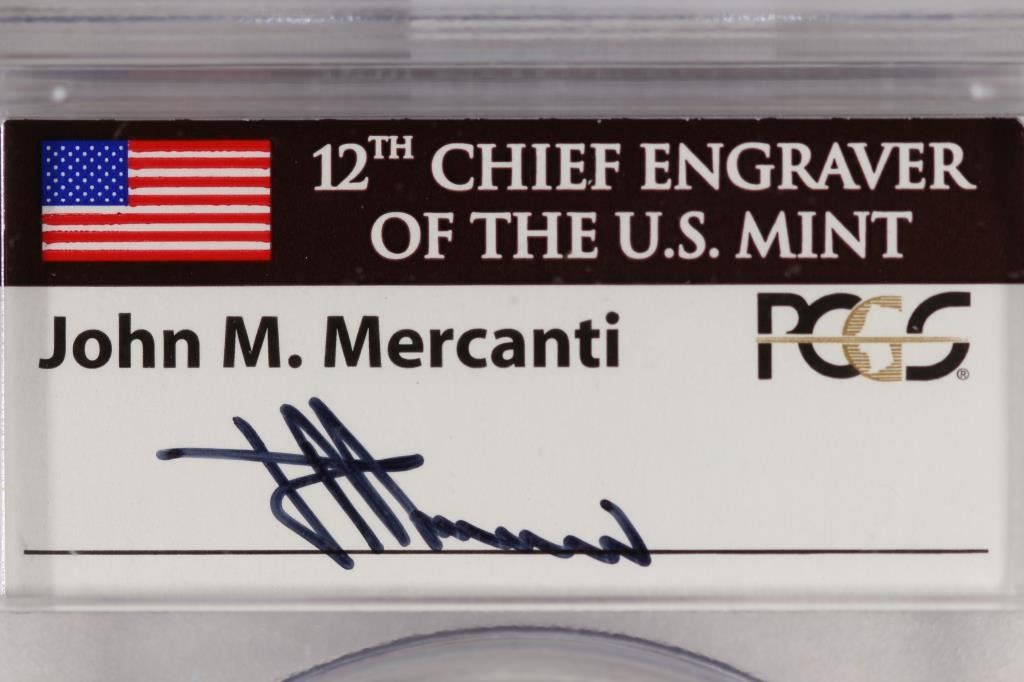 12TH CHIEF ENGRAVER
OF THE U.S. MINT
John M. Mercanti
PCGS®